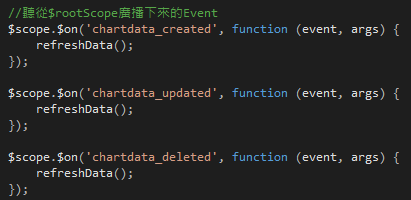 //聽從$rootScope廣播下來的Event
$scope.$on('chartdata_created', function (event, args) {
    refreshData();
});
$scope.$on('chartdata_updated', function (event, args) {
    refreshData();
});
$scope.$on('chartdata_deleted', function (event, args) {
    refreshData();
});